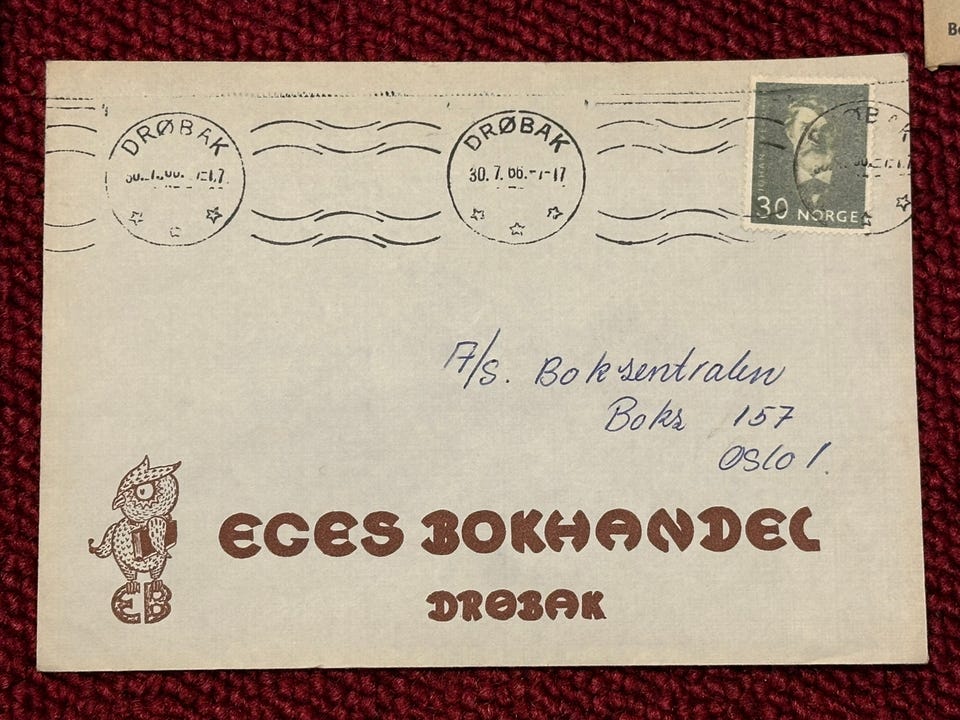 DRØBAK
DRØBAK
30.7.66.-7-17
30 NORGE
A/S. Boksentralen
Boks 157
Oslo 1.
EGES BOKHANDEL
DRØBAK
EB